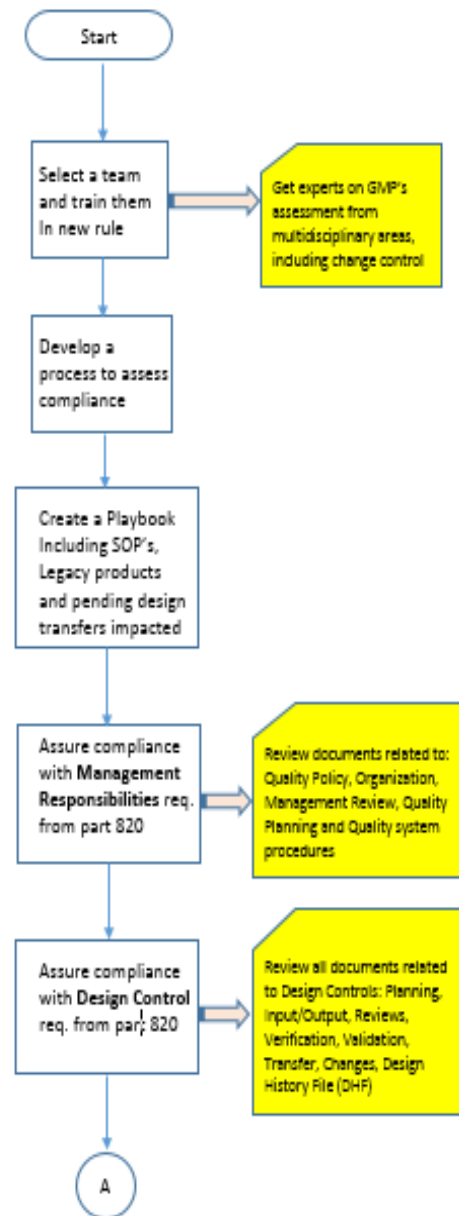 Start
Select a team
and train them
In new rule
Get experts on GMP's
assessment from
multidisciplinary areas,
including change control
Develop a
process to assess
compliance
Create a Playbook
Including SOP's,
Legacy products
and pending design
transfers impacted
Assure compliance
with Management
Responsibilities req.
from part 820
Review documents related to:
Quality Policy, Organization,
Management Review, Quality
Planning and Quality system
procedures
Assure compliance
with Design Control
req. from part 820
Review all documents related
to Design Controls: Planning,
Input/Output, Reviews,
Verification, Validation,
Transfer, Changes, Design
History File (DHF)
A